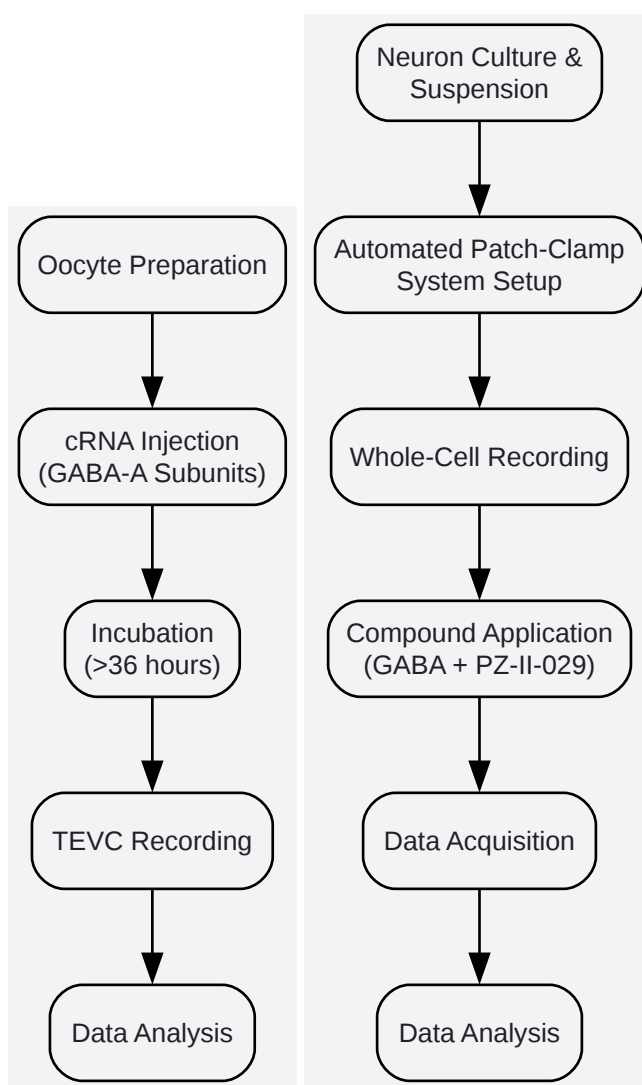 Oocyte Preparation
cRNA Injection
(GABA-A Subunits)
Incubation
(>36 hours)
TEVC Recording
Data Analysis
Neuron Culture &
Suspension
Automated Patch-Clamp
System Setup
Whole-Cell Recording
Compound Application
(GABA + PZ-II-029)
Data Acquisition
Data Analysis